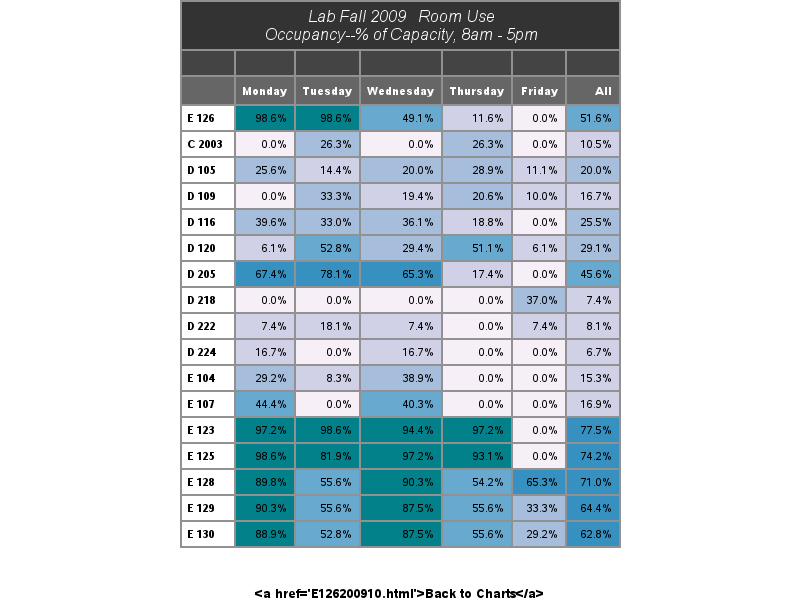 Lab Fall 2009 Room Use
Occupancy--% of Capacity, 8am - 5pm
Monday Tuesday Wednesday Thursday Friday All
E 126 98.6% 98.6% 49.1% 11.6% 0.0% 51.6%
C 2003 0.0% 26.3% 0.0% 26.3% 0.0% 10.5%
D 105 25.6% 14.4% 20.0% 28.9% 11.1% 20.0%
D 109 0.0% 33.3% 19.4% 20.6% 10.0% 16.7%
D 116 39.6% 33.0% 36.1% 18.8% 0.0% 25.5%
D 120 6.1% 52.8% 29.4% 51.1% 6.1% 29.1%
D 205 67.4% 78.1% 65.3% 17.4% 0.0% 45.6%
D 218 0.0% 0.0% 0.0% 0.0% 37.0% 7.4%
D 222 7.4% 18.1% 7.4% 0.0% 7.4% 8.1%
D 224 16.7% 0.0% 16.7% 0.0% 0.0% 6.7%
E 104 29.2% 8.3% 38.9% 0.0% 0.0% 15.3%
E 107 44.4% 0.0% 40.3% 0.0% 0.0% 16.9%
E 123 97.2% 98.6% 94.4% 97.2% 0.0% 77.5%
E 125 98.6% 81.9% 97.2% 93.1% 0.0% 74.2%
E 128 89.8% 55.6% 90.3% 54.2% 65.3% 71.0%
E 129 90.3% 55.6% 87.5% 55.6% 33.3% 64.4%
E 130 88.9% 52.8% 87.5% 55.6% 29.2% 62.8%
<a href='E126200910.html'>Back to Charts</a>